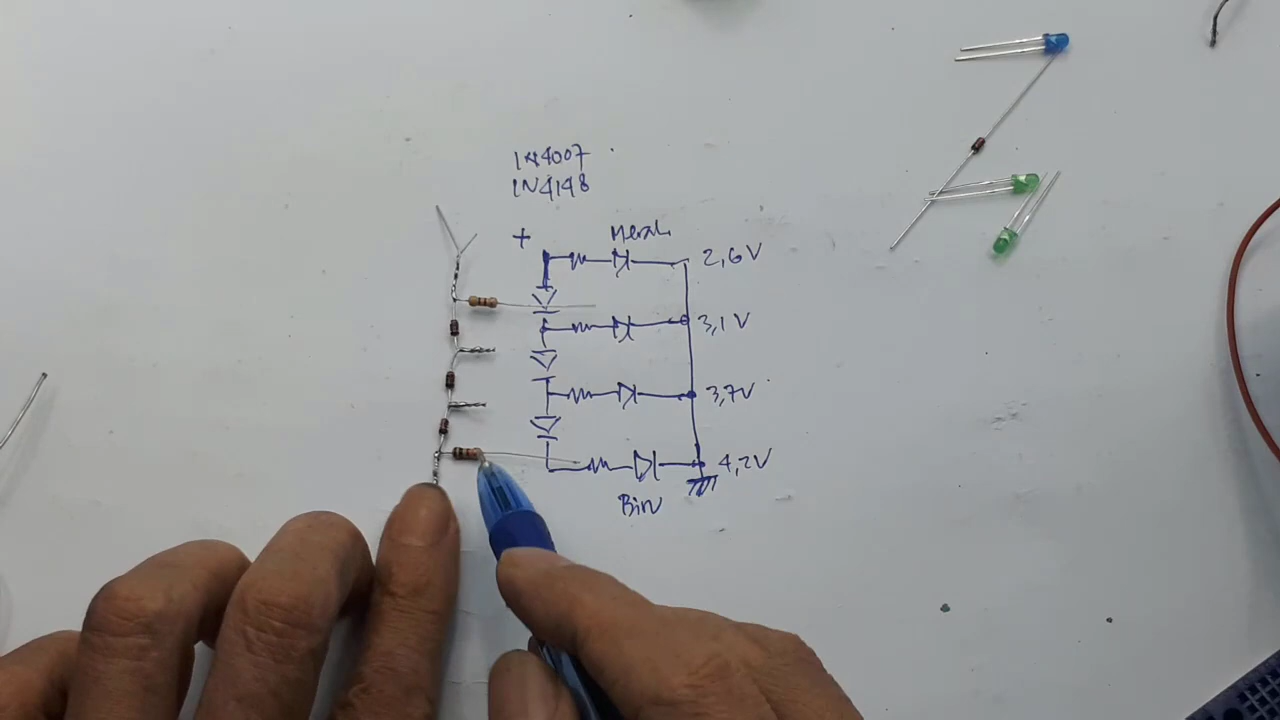 1N4007
1N4148
+
Merah
2,6V
3,1V
3,7V
4,2V
Biru